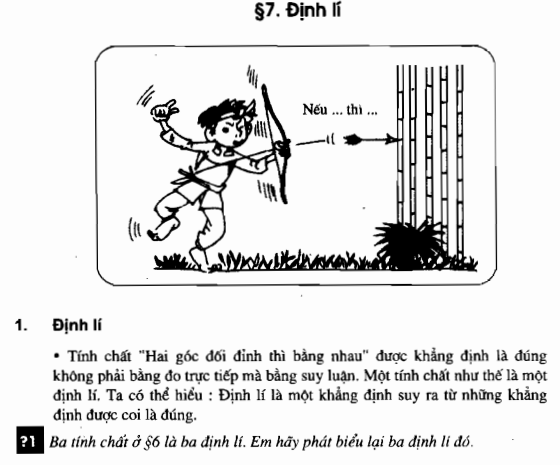 §7. Định lí
Nếu ... thì ...
1. Định lí
• Tính chất "Hai góc đối đỉnh thì bằng nhau" được khẳng định là đúng
không phải bằng đo trực tiếp mà bằng suy luận. Một tính chất như thế là một
định lí. Ta có thể hiểu : Định lí là một khẳng định suy ra từ những khẳng
định được coi là đúng.
?1 Ba tính chất ở §6 là ba định lí. Em hãy phát biểu lại ba định lí đó.